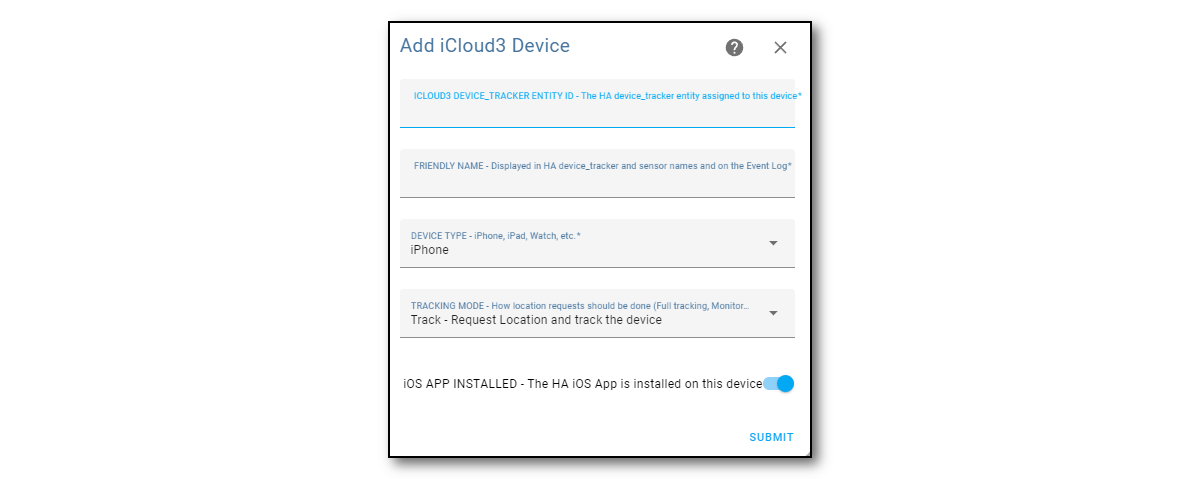 Add iCloud3 Device
ICLOUD3 DEVICE_TRACKER ENTITY ID - The HA device_tracker entity assigned to this device*
FRIENDLY NAME - Displayed in HA device_tracker and sensor names and on the Event Log*
DEVICE TYPE - iPhone, iPad, Watch, etc.*
iPhone
TRACKING MODE - How location requests should be done (Full tracking, Monitor...
Track - Request Location and track the device
iOS APP INSTALLED - The HA iOS App is installed on this device
SUBMIT